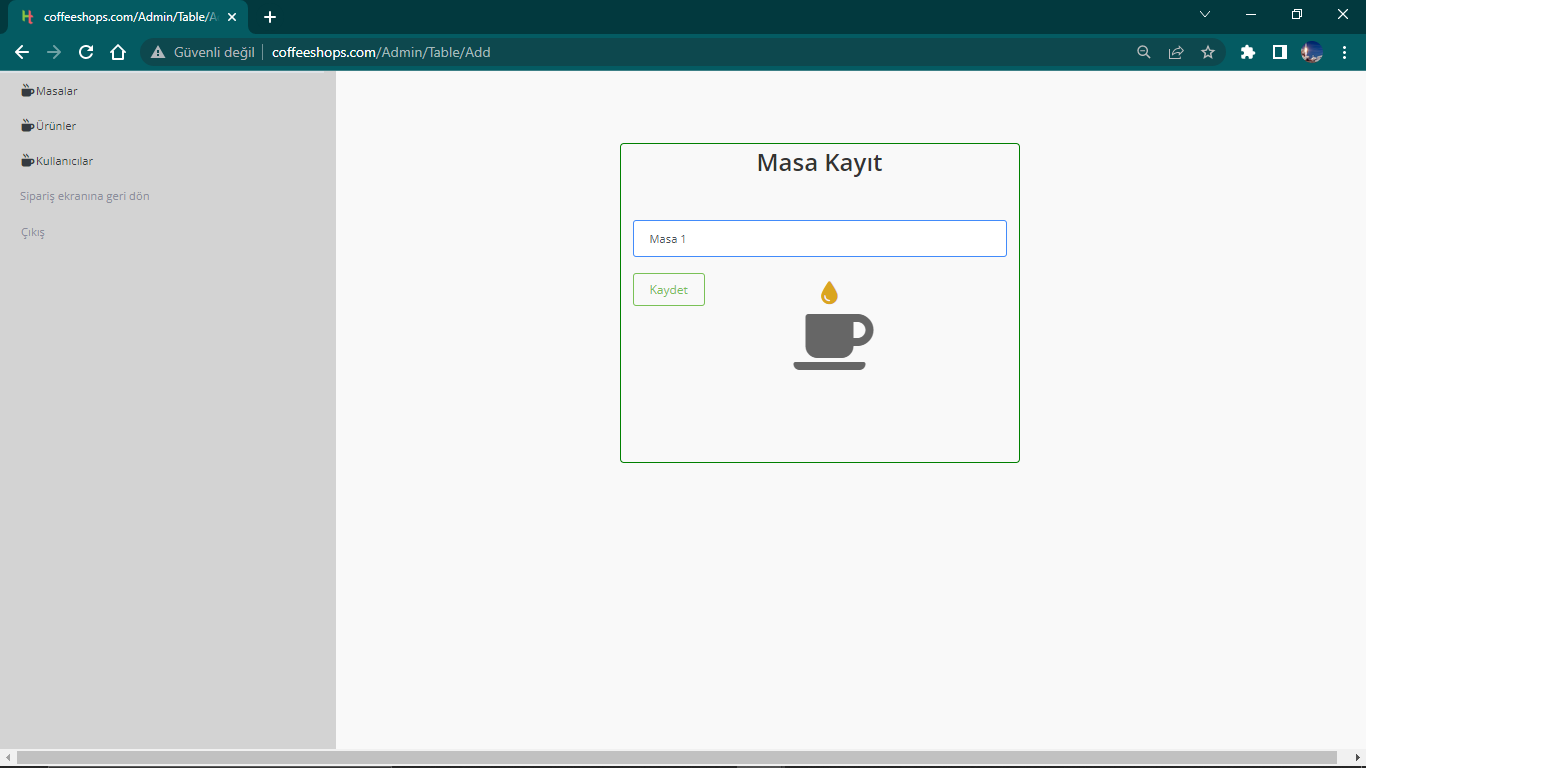 coffeeshops.com/Admin/Table/A
Güvenli değil
coffeeshops.com/Admin/Table/Add
Masalar
Ürünler
Kullanıcılar
Sipariş ekranına geri dön
Çıkış
Masa Kayıt
Masa 1
Kaydet